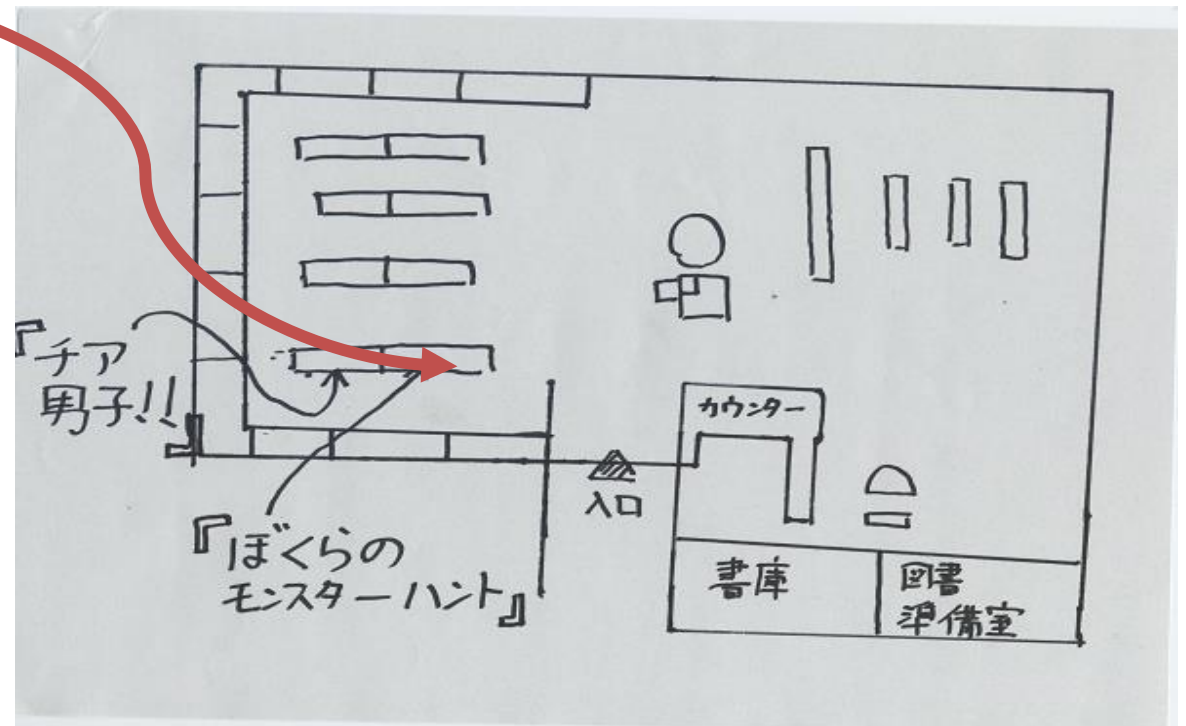 『チア
男子!!』
『ぼくらの
モンスターハント』
カウンター
入口
書庫
図書
準備室